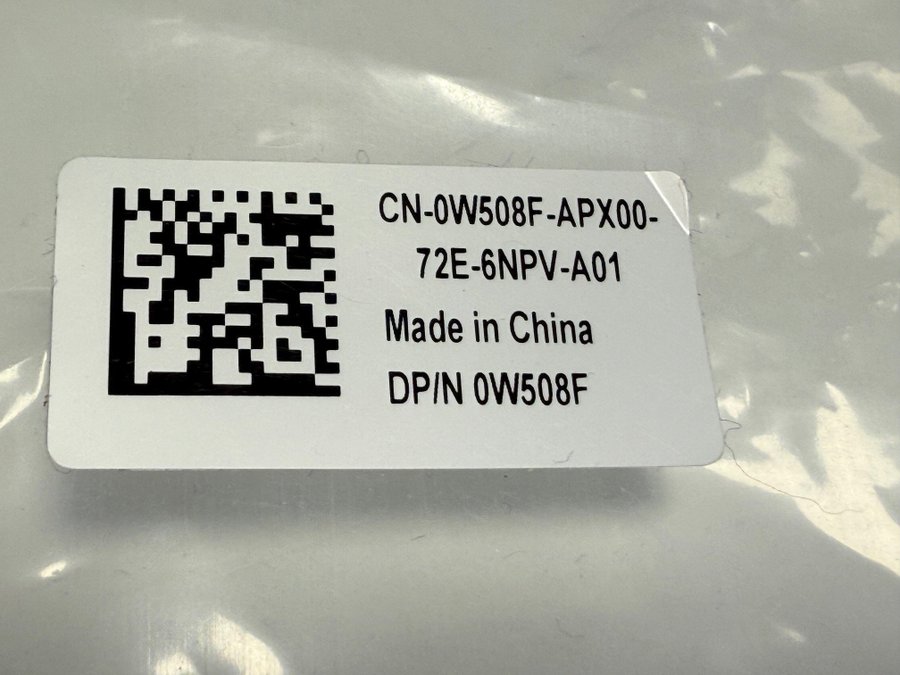 CN-0W508F-APX00-
72E-6NPV-A01
Made in China
DP/N 0W508F